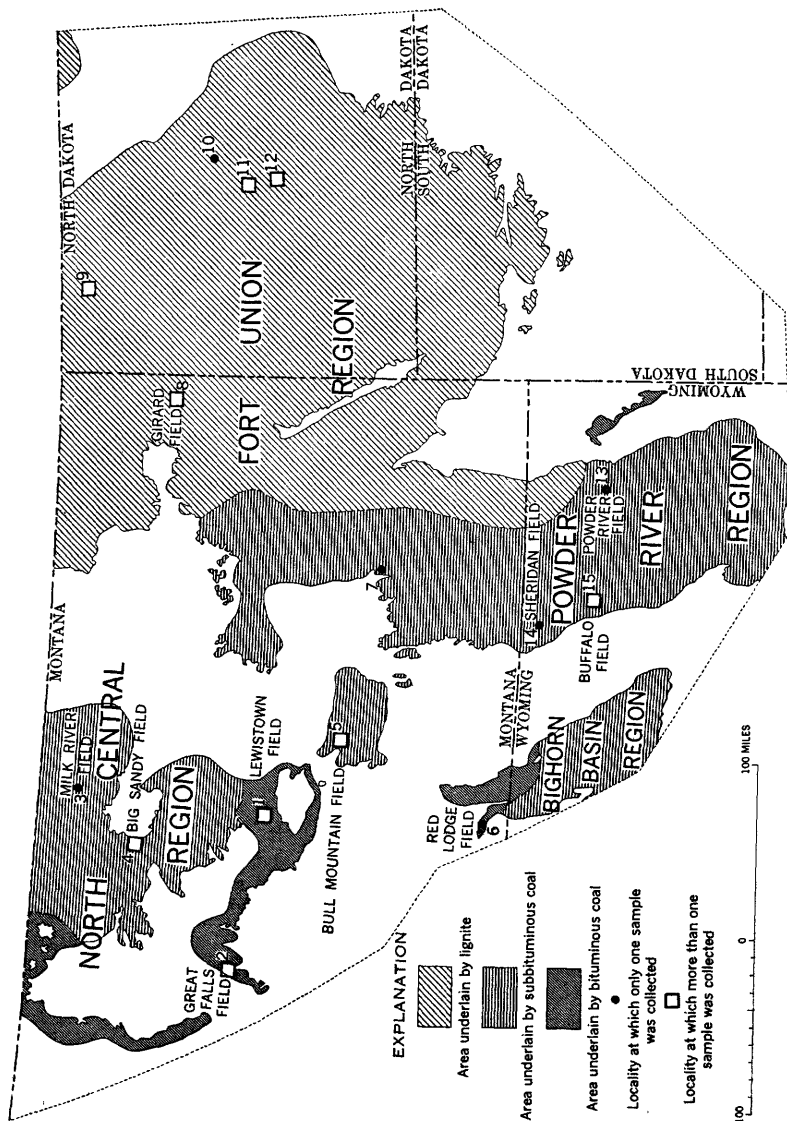 MONTANA
NORTH DAKOTA
NORTH
CENTRAL
REGION
MILK RIVER
FIELD
3
BIG SANDY FIELD
4
GREAT
FALLS
FIELD
2
LEWISTOWN
FIELD
1
BULL MOUNTAIN FIELD
5
7
GIRARD
FIELD
8
9
10
11
12
FORT
UNION
REGION
NORTH DAKOTA
SOUTH DAKOTA
MONTANA
WYOMING
RED
LODGE
FIELD
6
BIGHORN
BASIN
REGION
14 SHERIDAN FIELD
POWDER
RIVER
REGION
BUFFALO
FIELD
15
POWDER
RIVER
FIELD
13
SOUTH DAKOTA
WYOMING
EXPLANATION
Area underlain by lignite
Area underlain by subbituminous coal
Area underlain by bituminous coal
Locality at which only one sample
was collected
Locality at which more than one
sample was collected
100 0 100 MILES